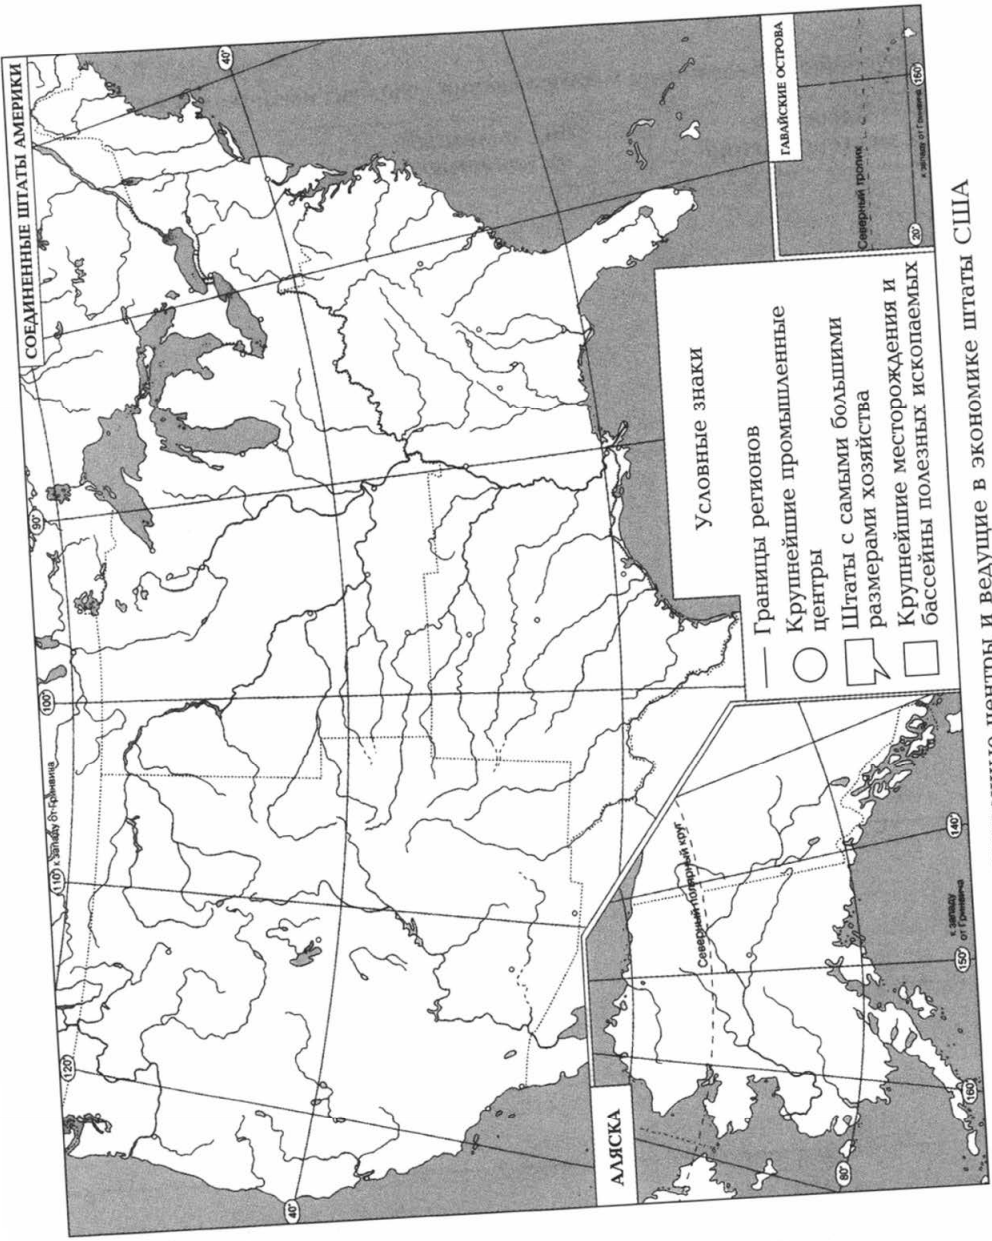 СОЕДИНЕННЫЕ ШТАТЫ АМЕРИКИ
40°
90°
100°
110°
к западу от Гринвича
120°
40°
ГАВАЙСКИЕ ОСТРОВА
Северный тропик
20°
160°
к западу от Гринвича
АЛЯСКА
Северный полярный круг
60°
160°
150°
140°
к западу
от Гринвича
Условные знаки
Границы регионов
Крупнейшие промышленные
центры
Штаты с самыми большими
размерами хозяйства
Крупнейшие месторождения и
бассейны полезных ископаемых
центры и ведущие в экономике штаты США